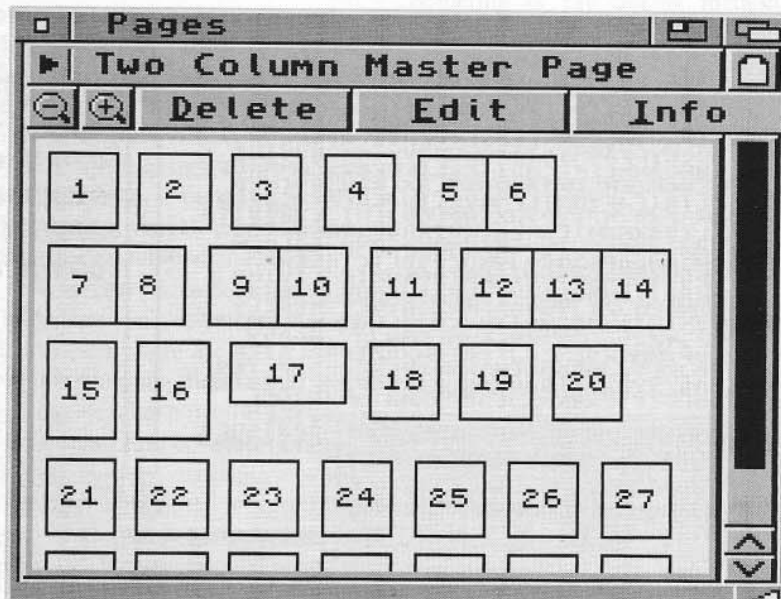 Pages
Two Column Master Page
Delete Edit Info
1 2 3 4 5 6
7 8 9 10 11 12 13 14
15 16 17 18 19 20
21 22 23 24 25 26 27